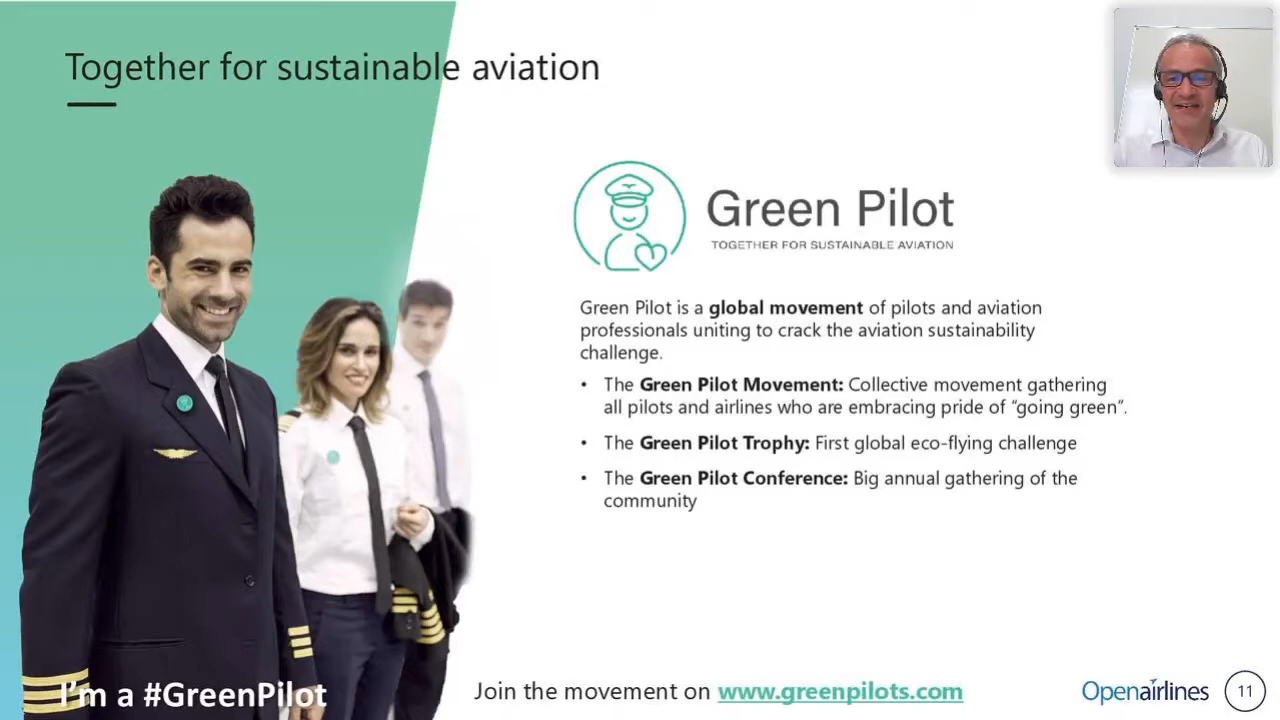 Together for sustainable aviation
Green Pilot
TOGETHER FOR SUSTAINABLE AVIATION
Green Pilot is a global movement of pilots and aviation
professionals uniting to crack the aviation sustainability
challenge.
• The Green Pilot Movement: Collective movement gathering
all pilots and airlines who are embracing pride of “going green”.
• The Green Pilot Trophy: First global eco-flying challenge
• The Green Pilot Conference: Big annual gathering of the
community
I’m a #GreenPilot
Join the movement on www.greenpilots.com
Openairlines
11